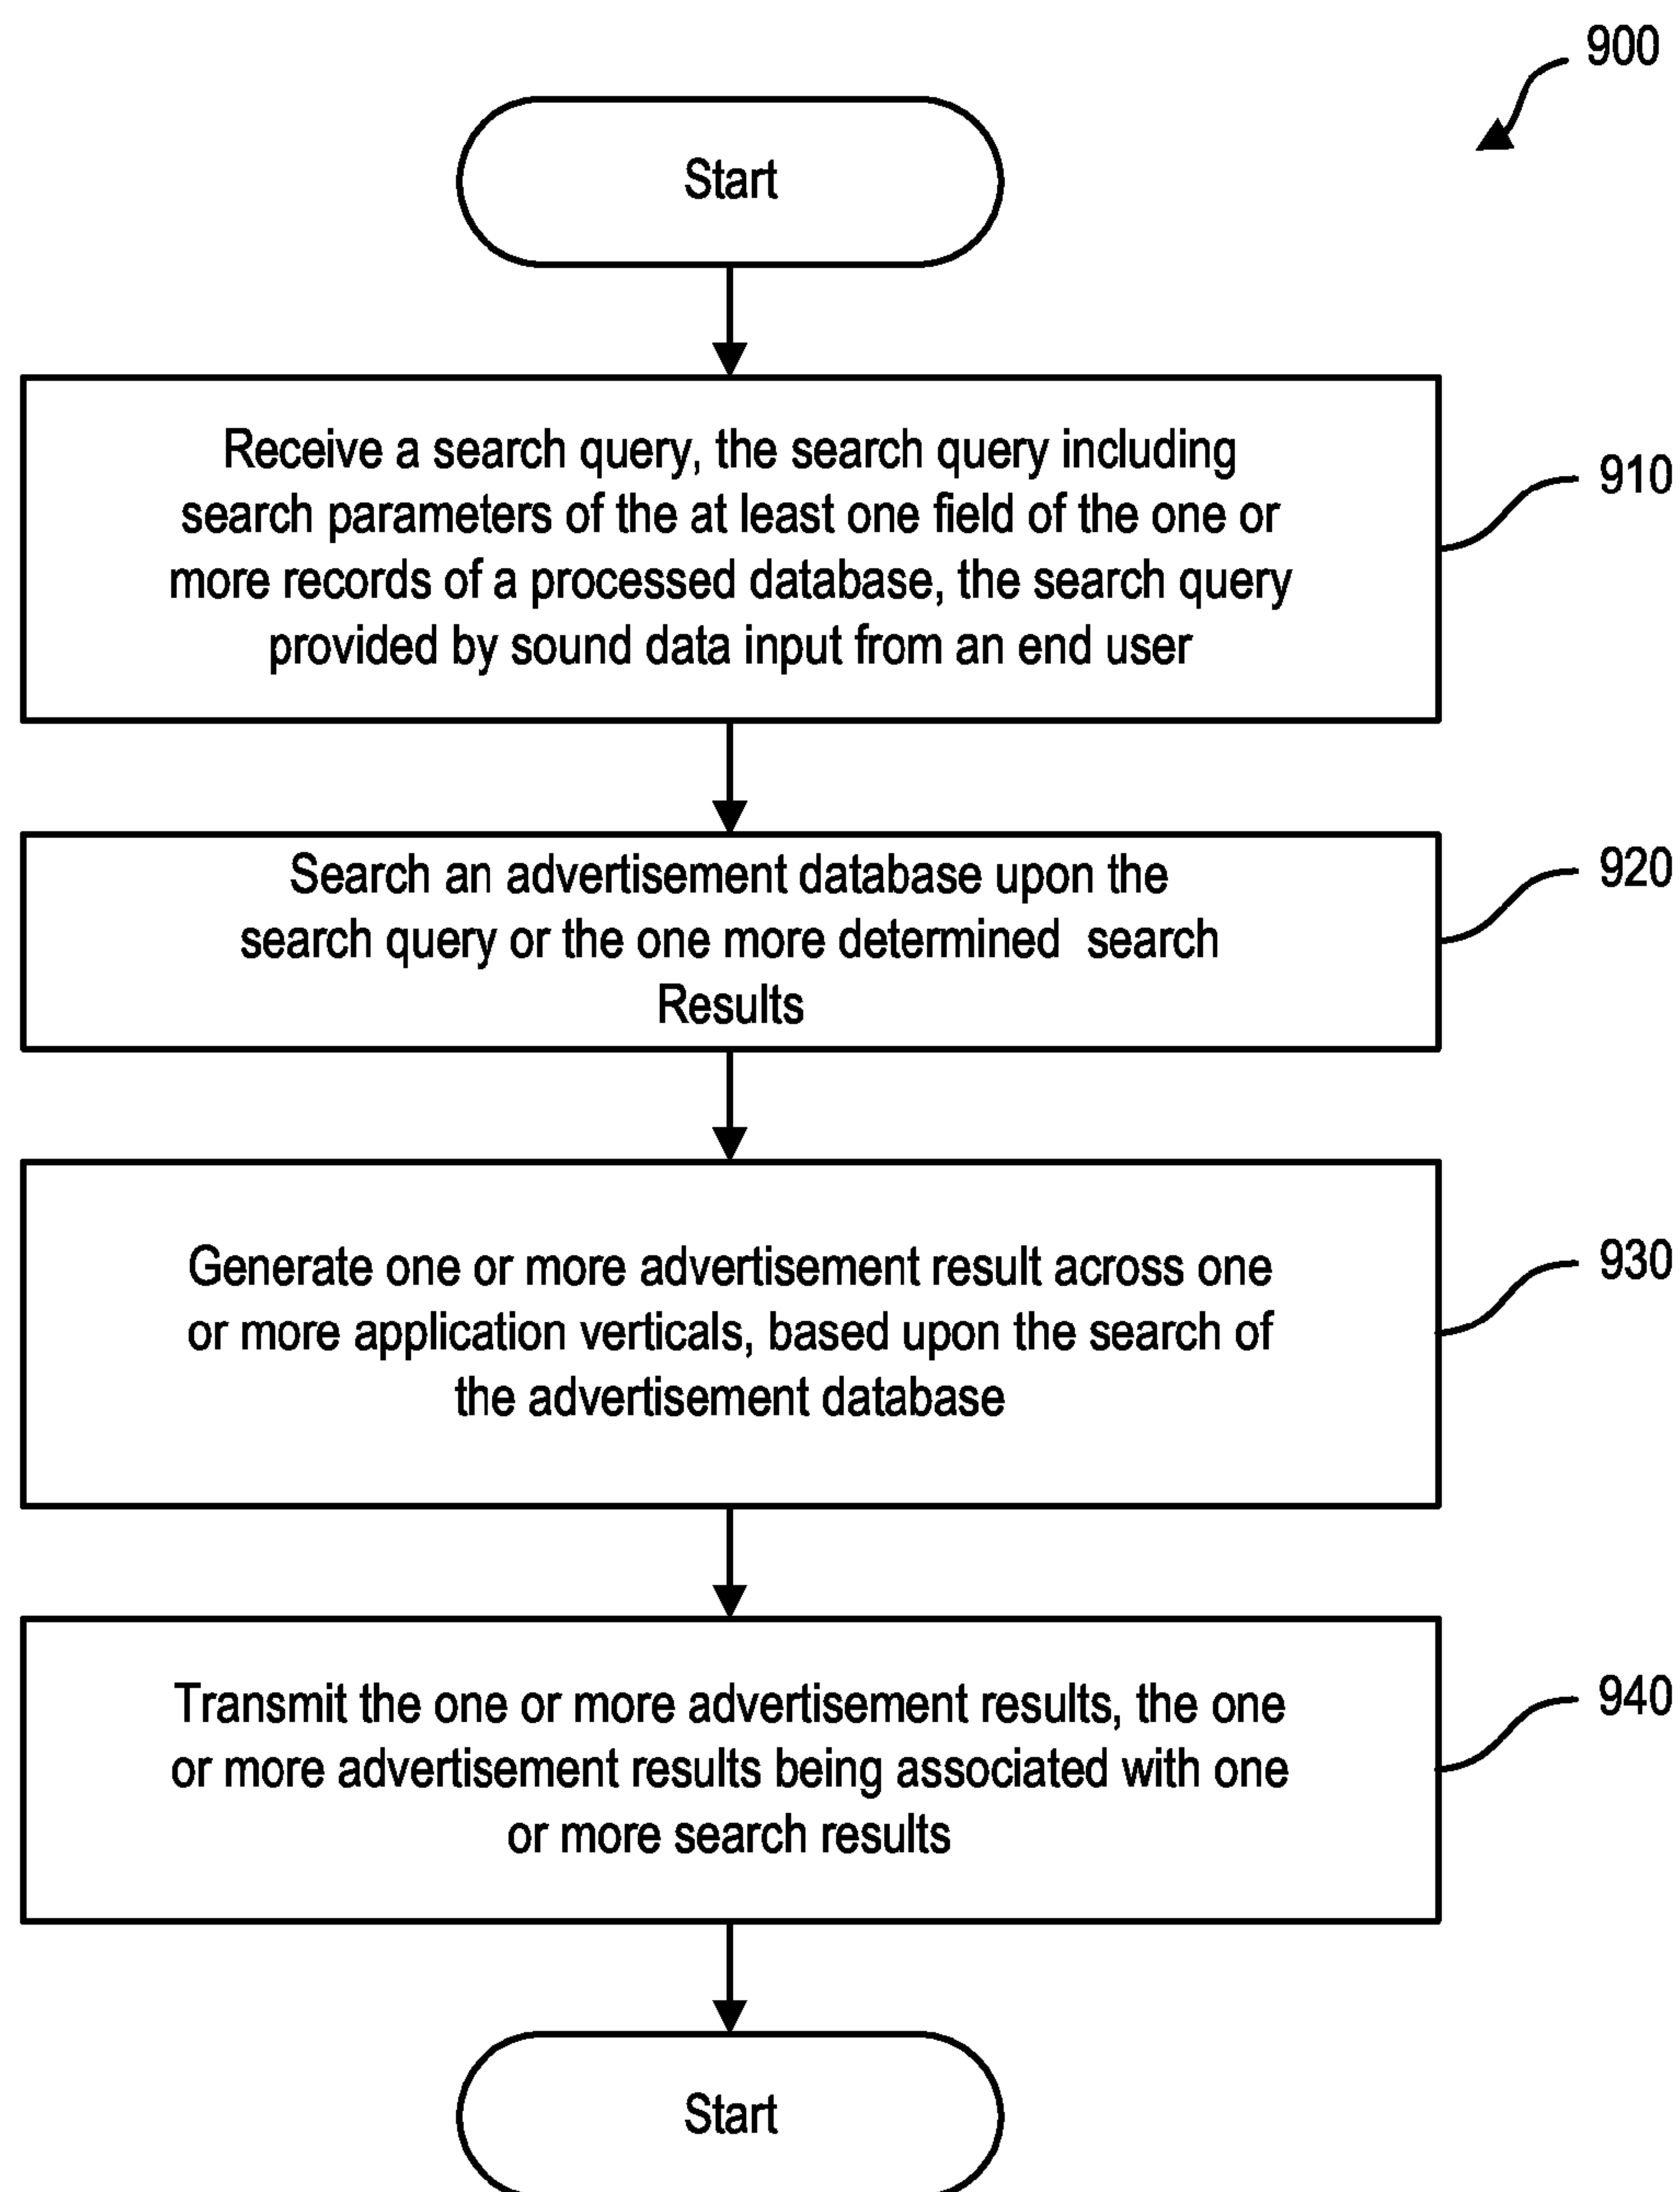 900
Start
Receive a search query, the search query including
search parameters of the at least one field of the one or
more records of a processed database, the search query
provided by sound data input from an end user
910
Search an advertisement database upon the
search query or the one more determined search
Results
920
Generate one or more advertisement result across one
or more application verticals, based upon the search of
the advertisement database
930
Transmit the one or more advertisement results, the one
or more advertisement results being associated with one
or more search results
940
Start